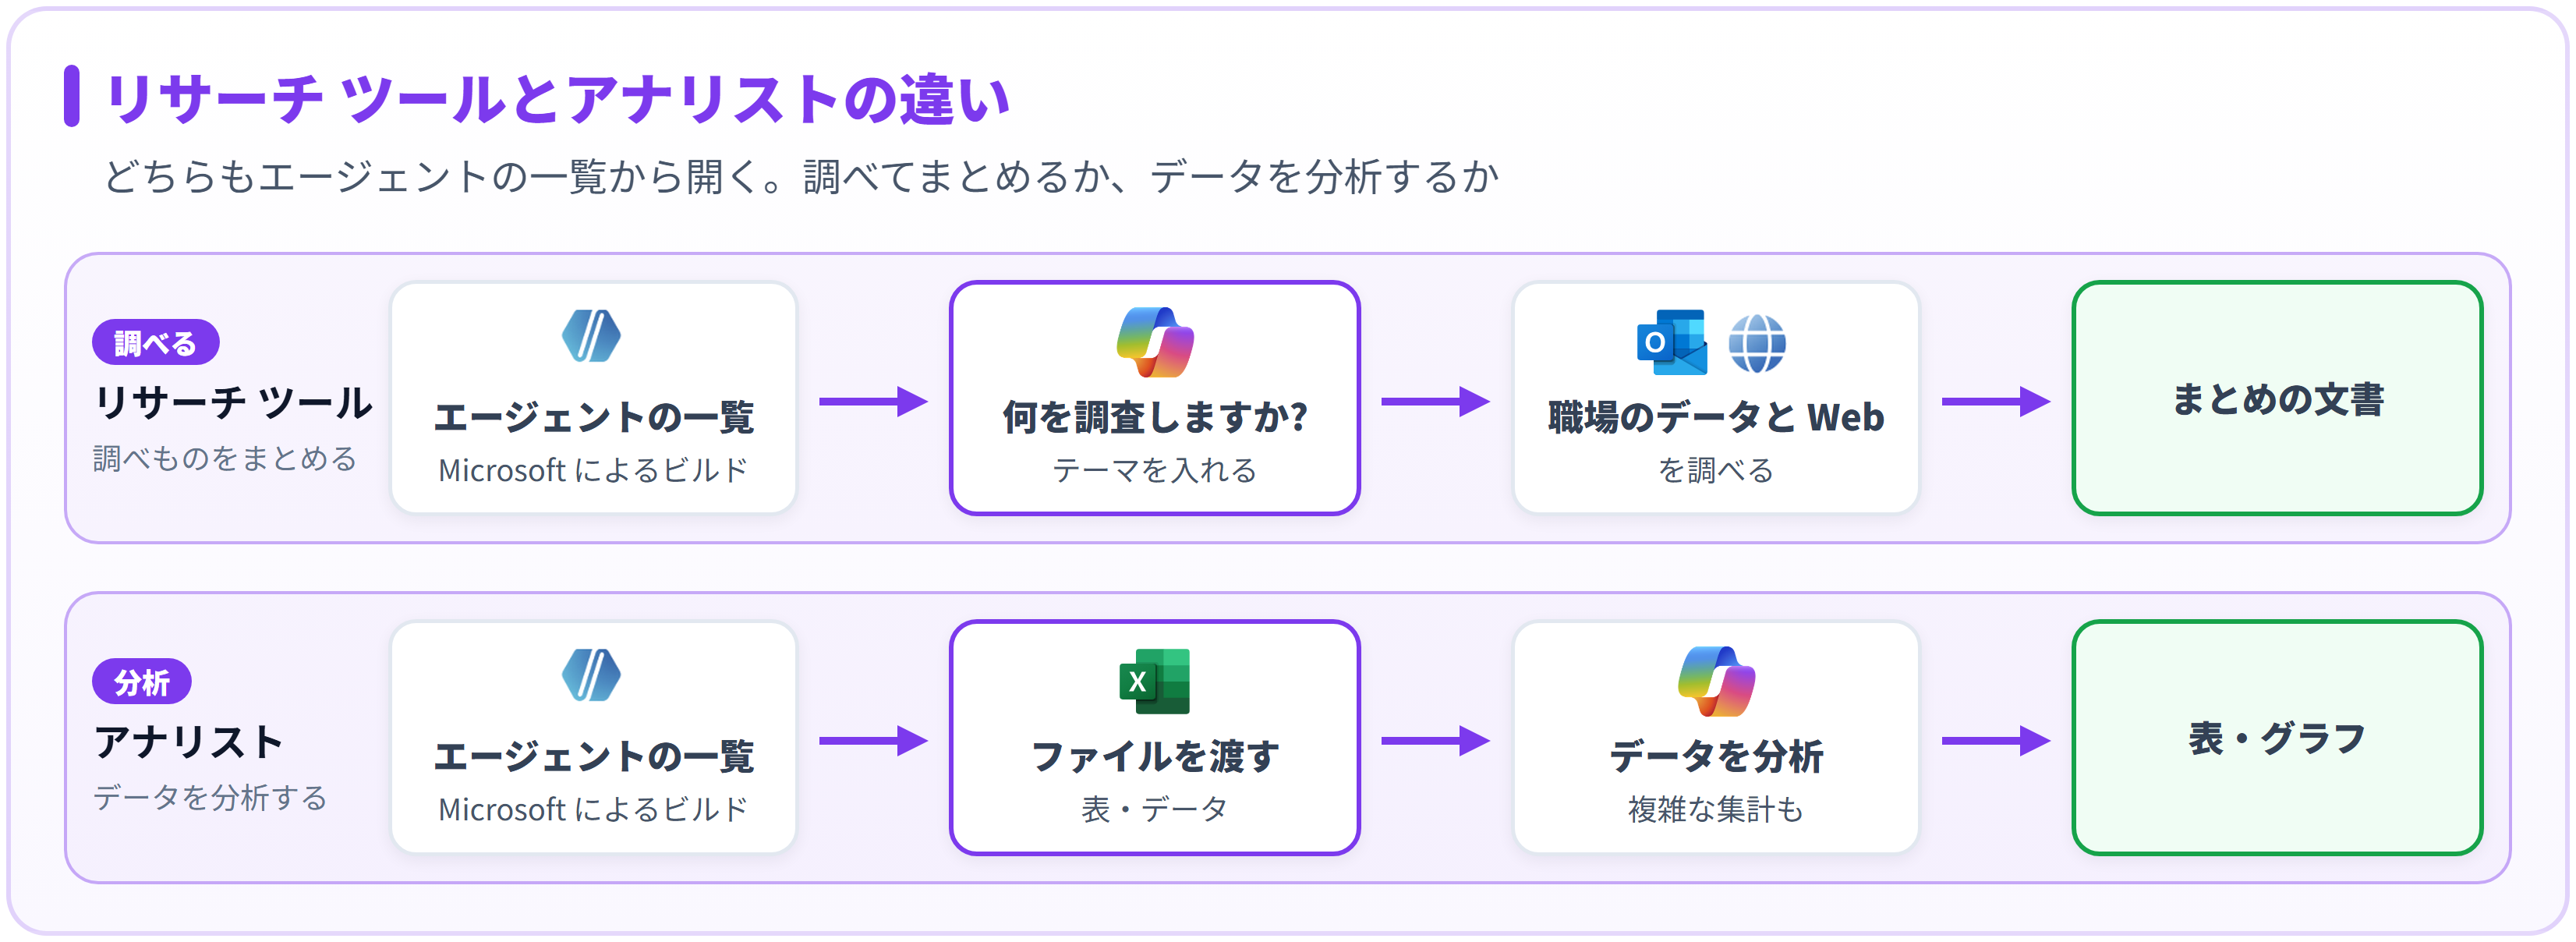 リサーチ ツールとアナリストの違い
どちらもエージェントの一覧から開く。調べてまとめるか、データを分析するか
調べる
リサーチ ツール
調べものをまとめる
エージェントの一覧
Microsoft によるビルド
何を調査しますか?
テーマを入れる
O
職場のデータと Web
を調べる
まとめの文書
分析
アナリスト
データを分析する
エージェントの一覧
Microsoft によるビルド
X
ファイルを渡す
表・データ
データを分析
複雑な集計も
表・グラフ